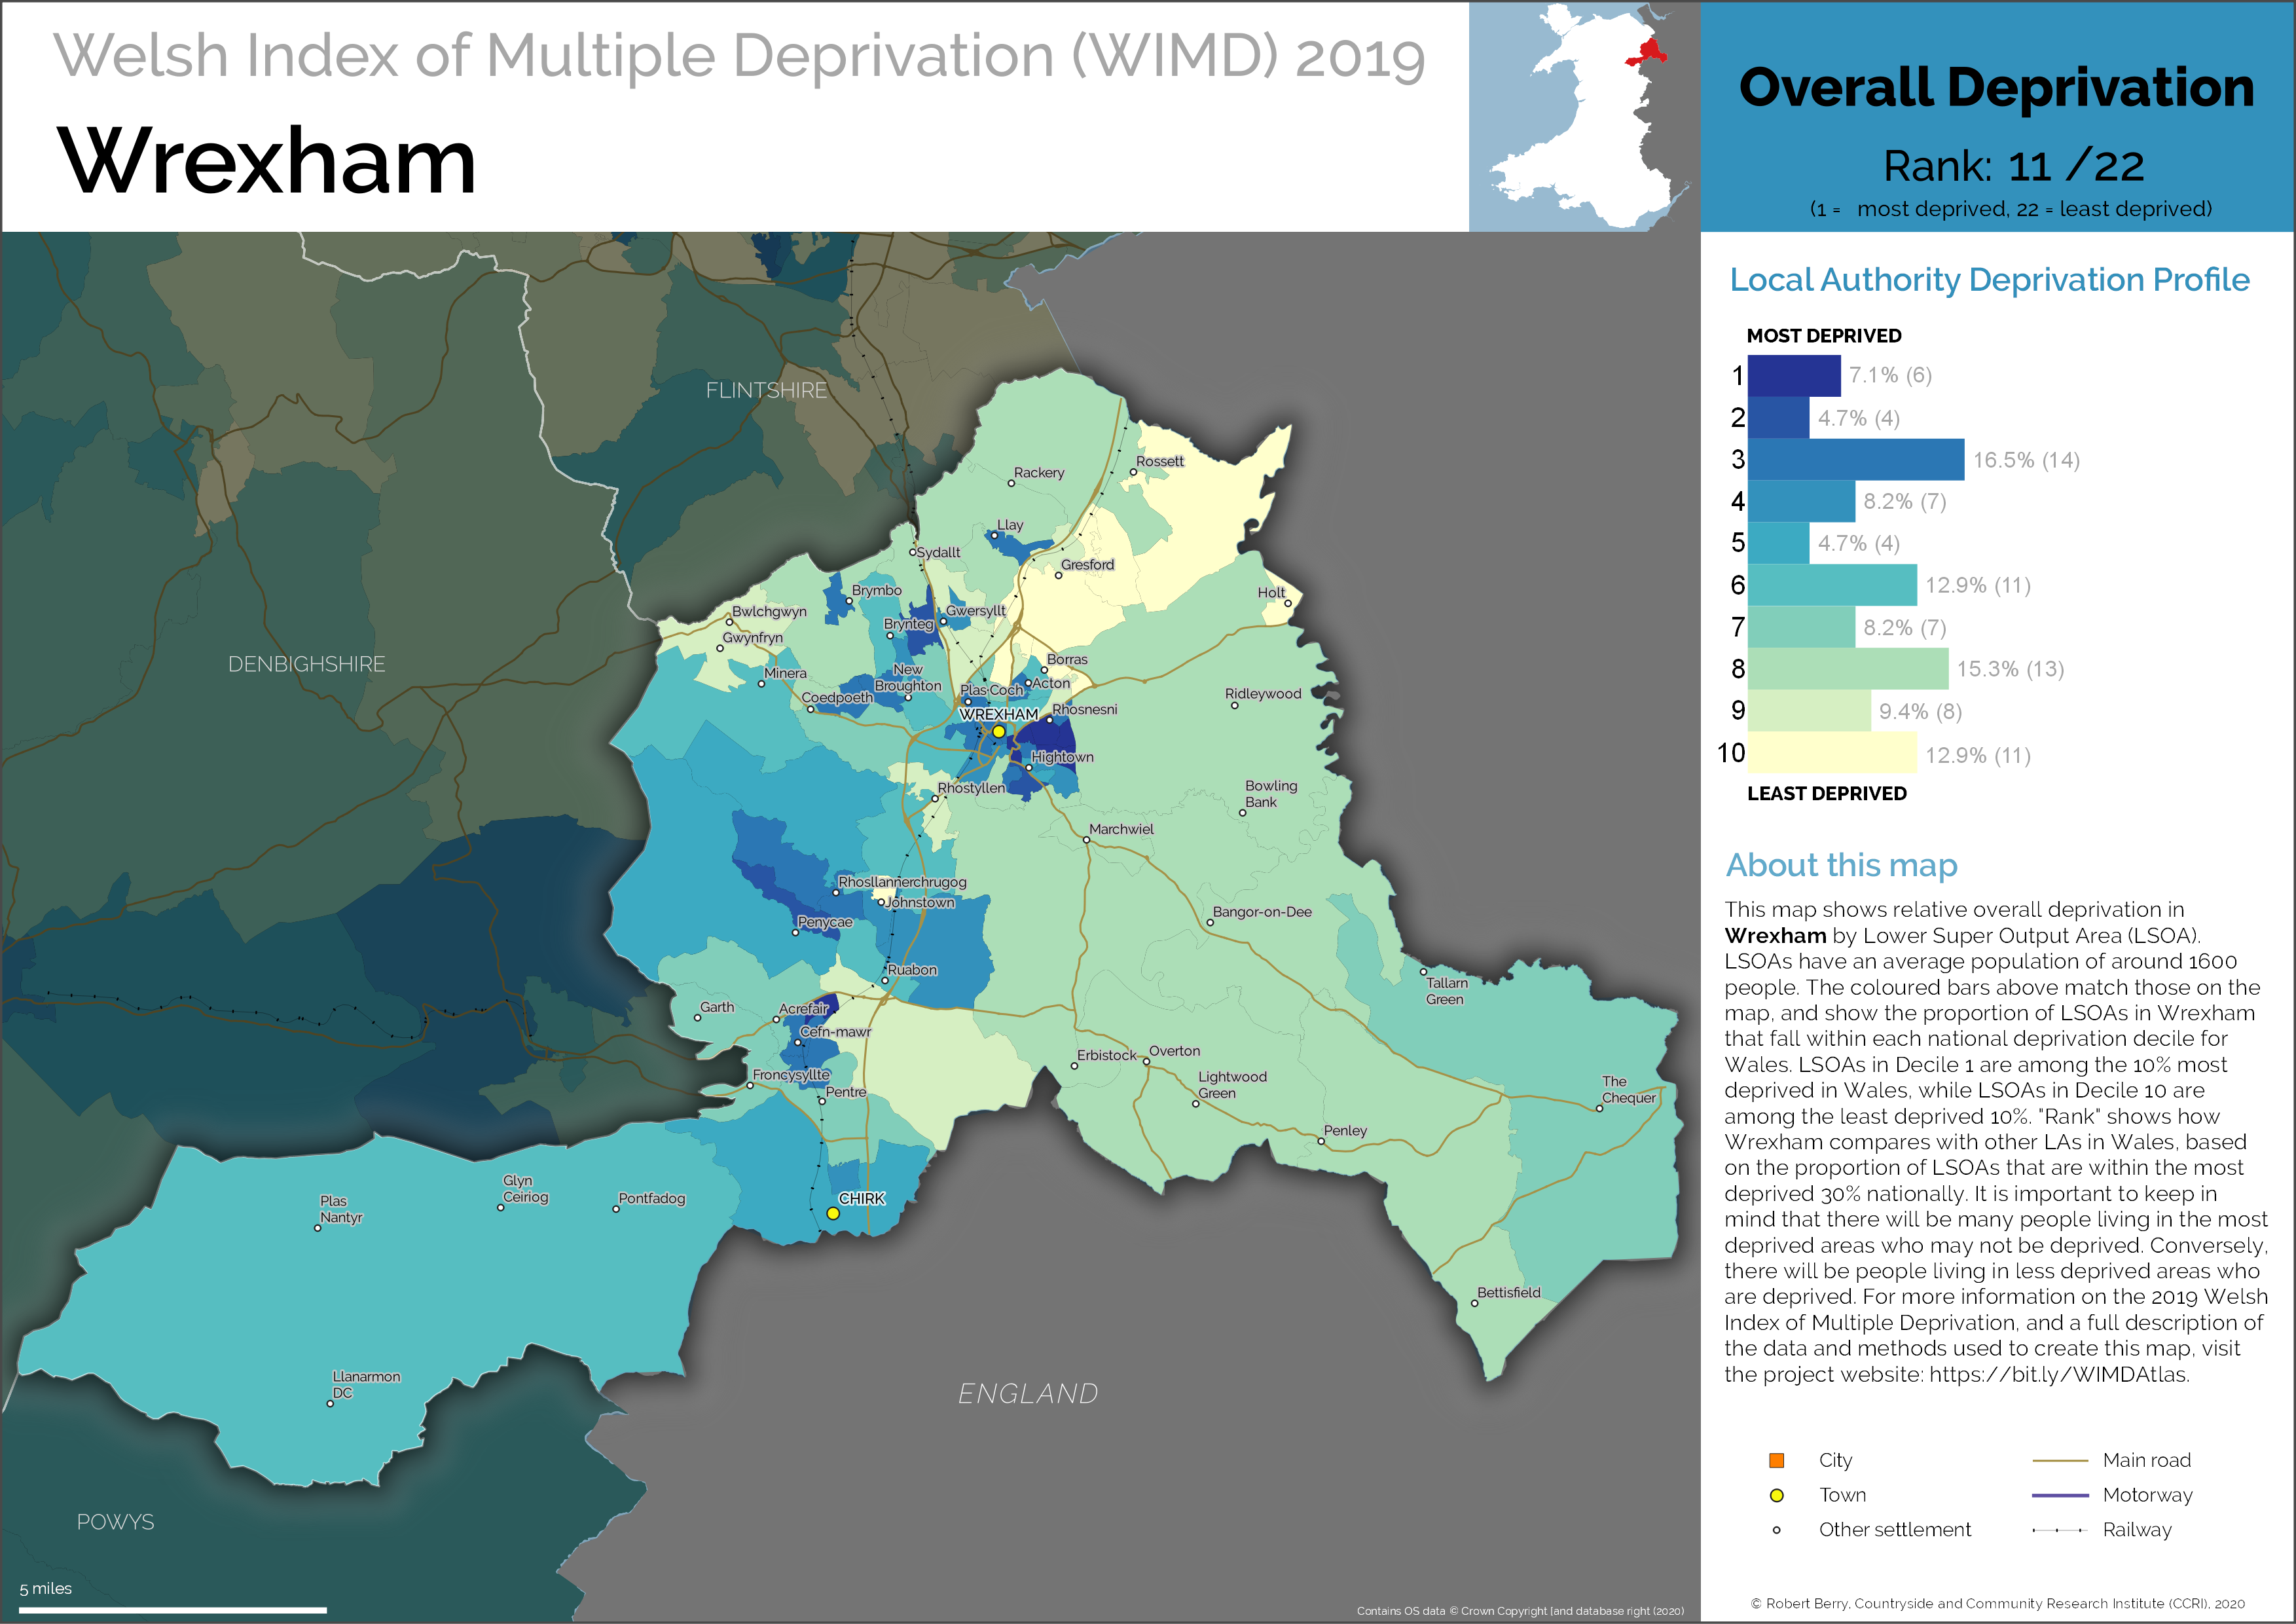 Welsh Index of Multiple Deprivation (WIMD) 2019
Wrexham
Overall Deprivation
Rank: 11 /22
(1 = most deprived, 22 = least deprived)
Local Authority Deprivation Profile
MOST DEPRIVED
1 7.1% (6)
2 4.7% (4)
3 16.5% (14)
4 8.2% (7)
5 4.7% (4)
6 12.9% (11)
7 8.2% (7)
8 15.3% (13)
9 9.4% (8)
10 12.9% (11)
LEAST DEPRIVED
About this map
This map shows relative overall deprivation in
Wrexham by Lower Super Output Area (LSOA).
LSOAs have an average population of around 1600
people. The coloured bars above match those on the
map, and show the proportion of LSOAs in Wrexham
that fall within each national deprivation decile for
Wales. LSOAs in Decile 1 are among the 10% most
deprived in Wales, while LSOAs in Decile 10 are
among the least deprived 10%. "Rank" shows how
Wrexham compares with other LAs in Wales, based
on the proportion of LSOAs that are within the most
deprived 30% nationally. It is important to keep in
mind that there will be many people living in the most
deprived areas who may not be deprived. Conversely,
there will be people living in less deprived areas who
are deprived. For more information on the 2019 Welsh
Index of Multiple Deprivation, and a full description of
the data and methods used to create this map, visit
the project website: https://bit.ly/WIMDAtlas.
City
Main road
Town
Motorway
Other settlement
Railway
© Robert Berry, Countryside and Community Research Institute (CCRI), 2020
FLINTSHIRE
DENBIGHSHIRE
POWYS
ENGLAND
Rackery
Rossett
Llay
Sydallt
Gresford
Holt
Brymbo
Bwlchgwyn
Gwersyllt
Brynteg
Gwynfryn
Minera
New
Broughton
Borras
Acton
Plas Coch
Coedpoeth
WREXHAM
Rhosnesni
Ridleywood
Hightown
Rhostyllen
Bowling
Bank
Marchwiel
Rhosllannerchrugog
Johnstown
Penycae
Bangor-on-Dee
Ruabon
Tallarn
Green
Garth
Acrefair
Cefn-mawr
Erbistock
Overton
Froncysyllte
Pentre
Lightwood
Green
The
Chequer
Penley
Glyn
Ceiriog
Plas
Nantyr
Pontfadog
CHIRK
Bettisfield
Llanarmon
DC
5 miles
Contains OS data © Crown Copyright [and database right (2020)